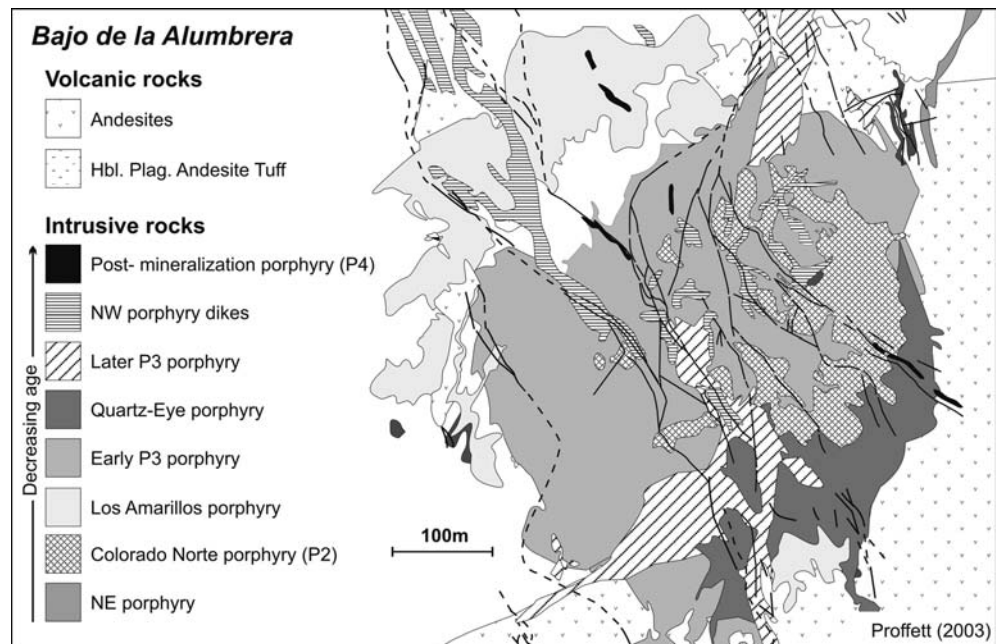 Bajo de la Alumbrera
Volcanic rocks
Andesites
Hbl. Plag. Andesite Tuff
Intrusive rocks
Decreasing age
Post- mineralization porphyry (P4)
NW porphyry dikes
Later P3 porphyry
Quartz-Eye porphyry
Early P3 porphyry
Los Amarillos porphyry
Colorado Norte porphyry (P2)
NE porphyry
100m
Proffett (2003)